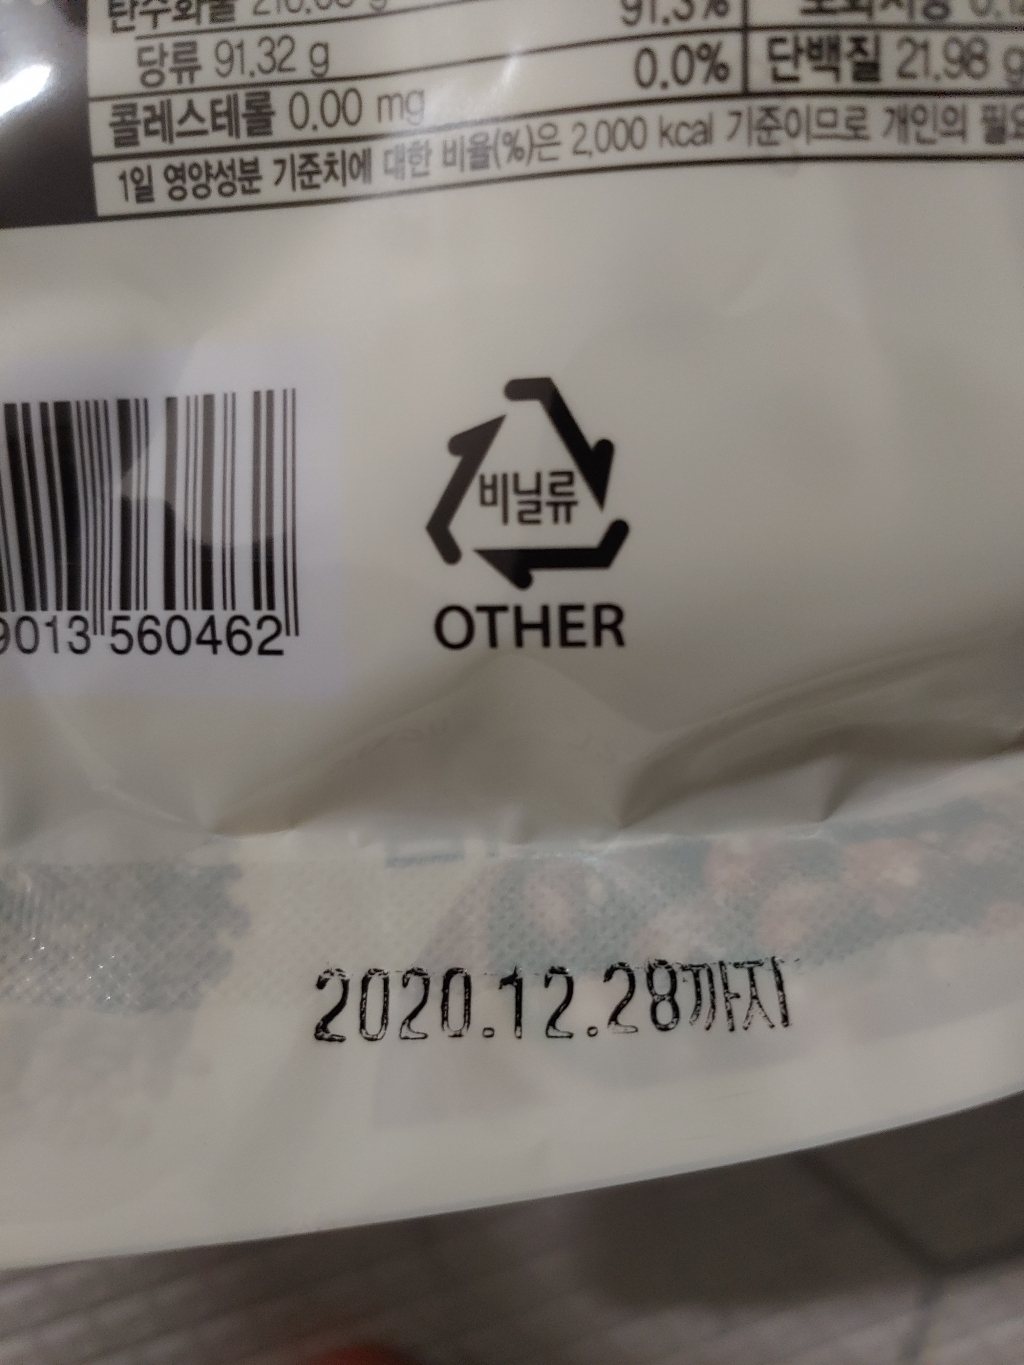 91.3%
당류 91.32 g 0.0% 단백질 21.98 g
콜레스테롤 0.00 mg
1일 영양성분 기준치에 대한 비율(%)은 2,000 kcal 기준이므로 개인의
비닐류
OTHER
9013 560462
2020.12.28까지